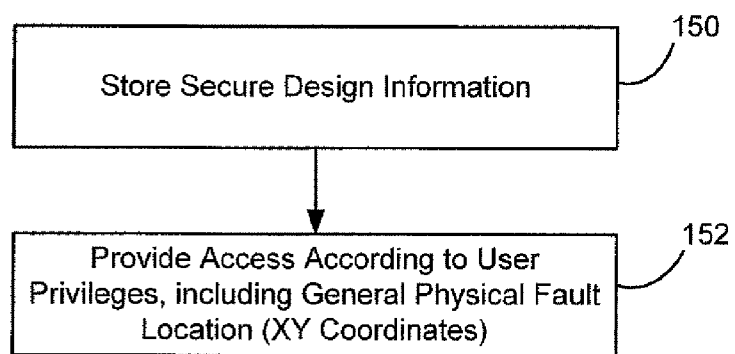 150
Store Secure Design Information
152
Provide Access According to User
Privileges, including General Physical Fault
Location (XY Coordinates)